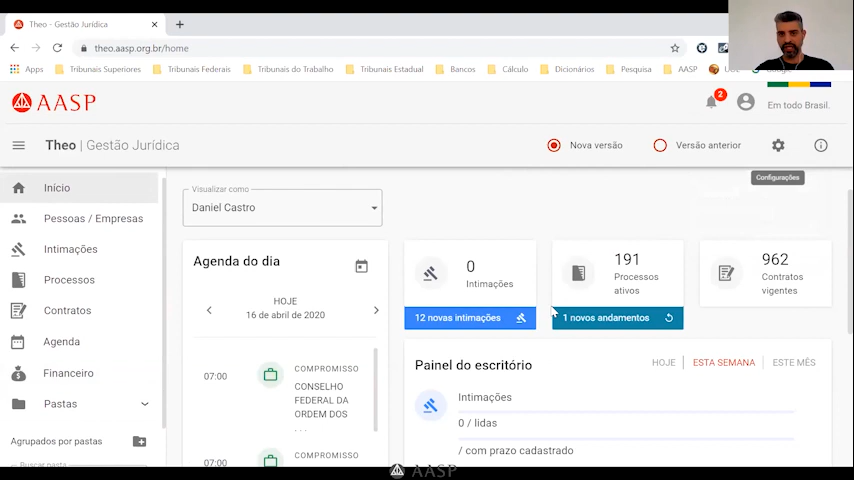 Theo - Gestão Jurídica
theo.aasp.org.br/home
Apps Tribunais Superiores Tribunais Federais Tribunais do Trabalho Tribunais Estadual Bancos Cálculo Dicionários Pesquisa AASP
AASP
2
Em todo Brasil.
Theo | Gestão Jurídica
Nova versão
Versão anterior
Configurações
Início
Pessoas / Empresas
Intimações
Processos
Contratos
Agenda
Financeiro
Pastas
Agrupados por pastas
Visualizar como
Daniel Castro
Agenda do dia
HOJE
16 de abril de 2020
07:00
COMPROMISSO
CONSELHO
FEDERAL DA
ORDEM DOS
...
07:00
COMPROMISSO
0
Intimações
12 novas intimações
191
Processos
ativos
1 novos andamentos
962
Contratos
vigentes
Painel do escritório
HOJE | ESTA SEMANA | ESTE MÊS
Intimações
0 / lidas
/ com prazo cadastrado
AASP